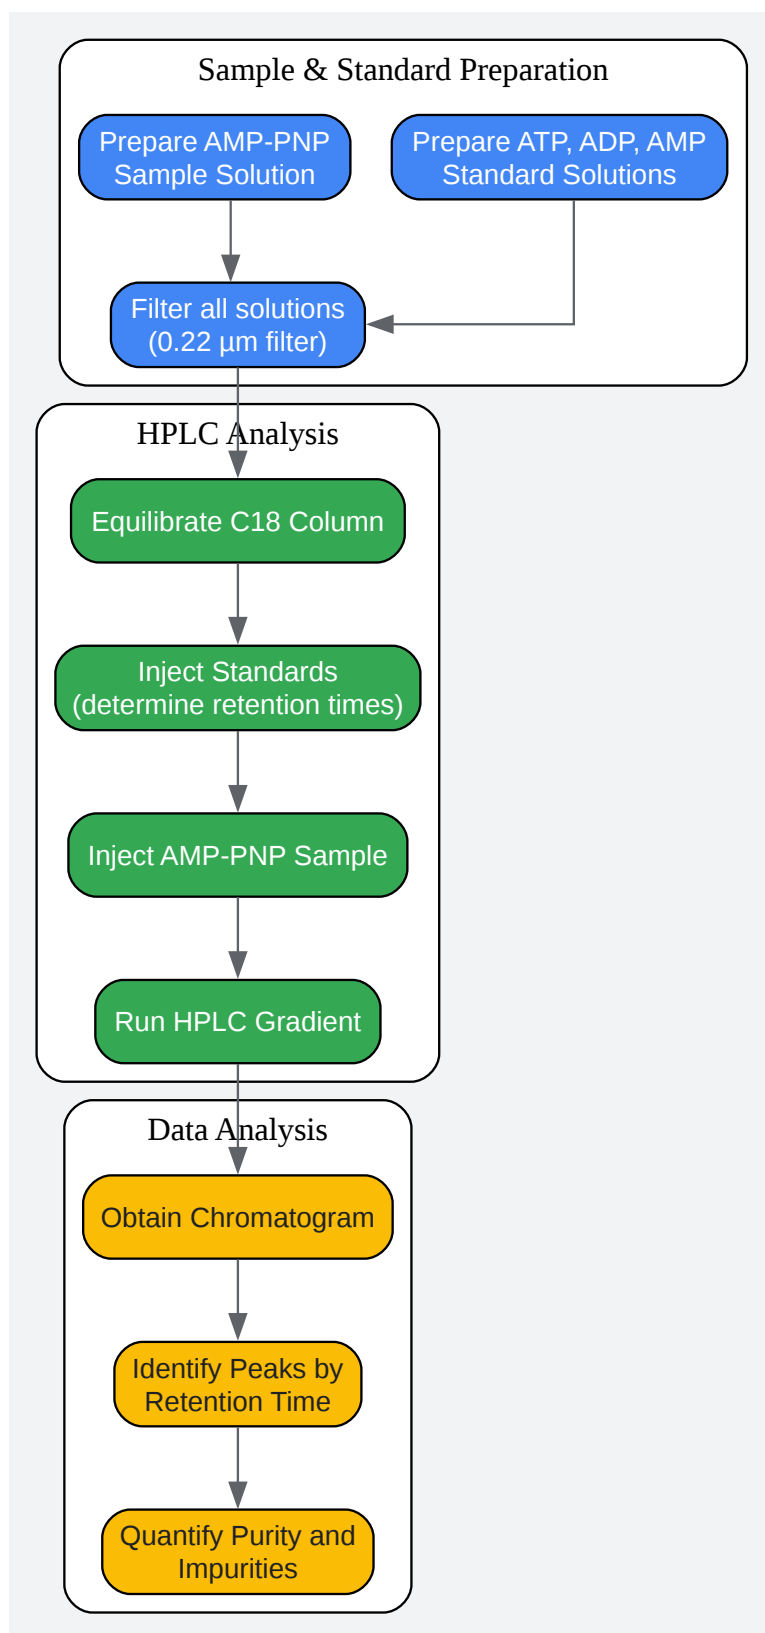 Sample & Standard Preparation
Prepare AMP-PNP
Sample Solution
Prepare ATP, ADP, AMP
Standard Solutions
Filter all solutions
(0.22 µm filter)
HPLC Analysis
Equilibrate C18 Column
Inject Standards
(determine retention times)
Inject AMP-PNP Sample
Run HPLC Gradient
Data Analysis
Obtain Chromatogram
Identify Peaks by
Retention Time
Quantify Purity and
Impurities